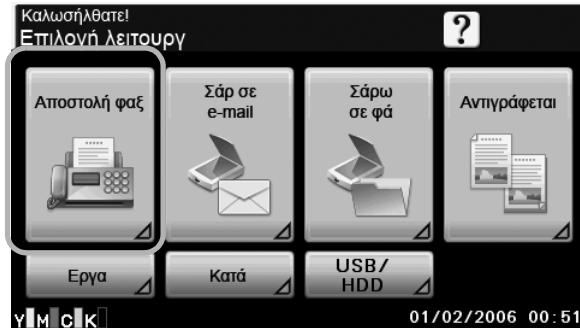 Καλωσήλθατε!
Επιλογή λειτουργ
?
Αποστολή φαξ
Σάρ σε
e-mail
Σάρω
σε φά
Αντιγράφεται
Εργα
Κατά
USB/
HDD
Y M C K
01/02/2006 00:51